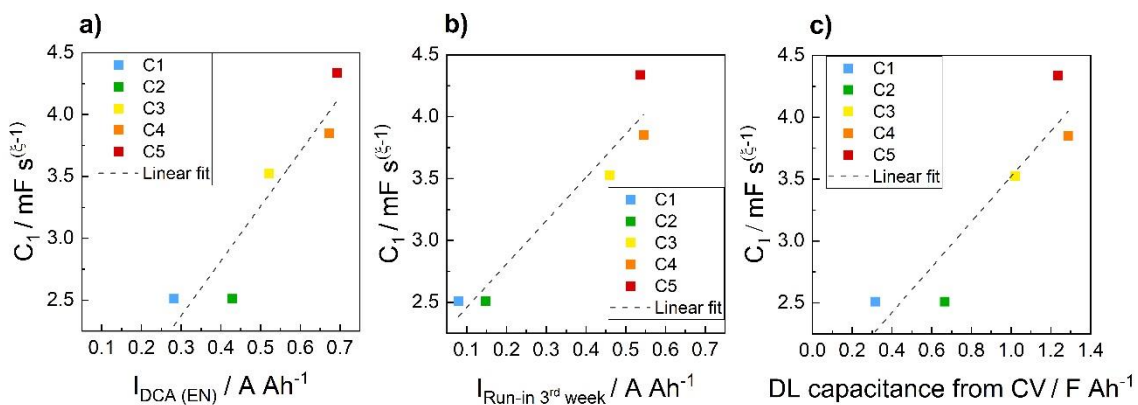 a)
4.5
4.0
3.5
3.0
2.5
C₁ / mF s^(ξ-1)
C1
C2
C3
C4
C5
Linear fit
0.1 0.2 0.3 0.4 0.5 0.6 0.7
I_DCA (EN) / A Ah⁻¹
b)
4.5
4.0
3.5
3.0
2.5
C₁ / mF s^(ξ-1)
C1
C2
C3
C4
C5
Linear fit
0.1 0.2 0.3 0.4 0.5 0.6 0.7
I_Run-in 3rd week / A Ah⁻¹
c)
4.5
4.0
3.5
3.0
2.5
C₁ / mF s^(ξ-1)
C1
C2
C3
C4
C5
Linear fit
0.0 0.2 0.4 0.6 0.8 1.0 1.2 1.4
DL capacitance from CV / F Ah⁻¹